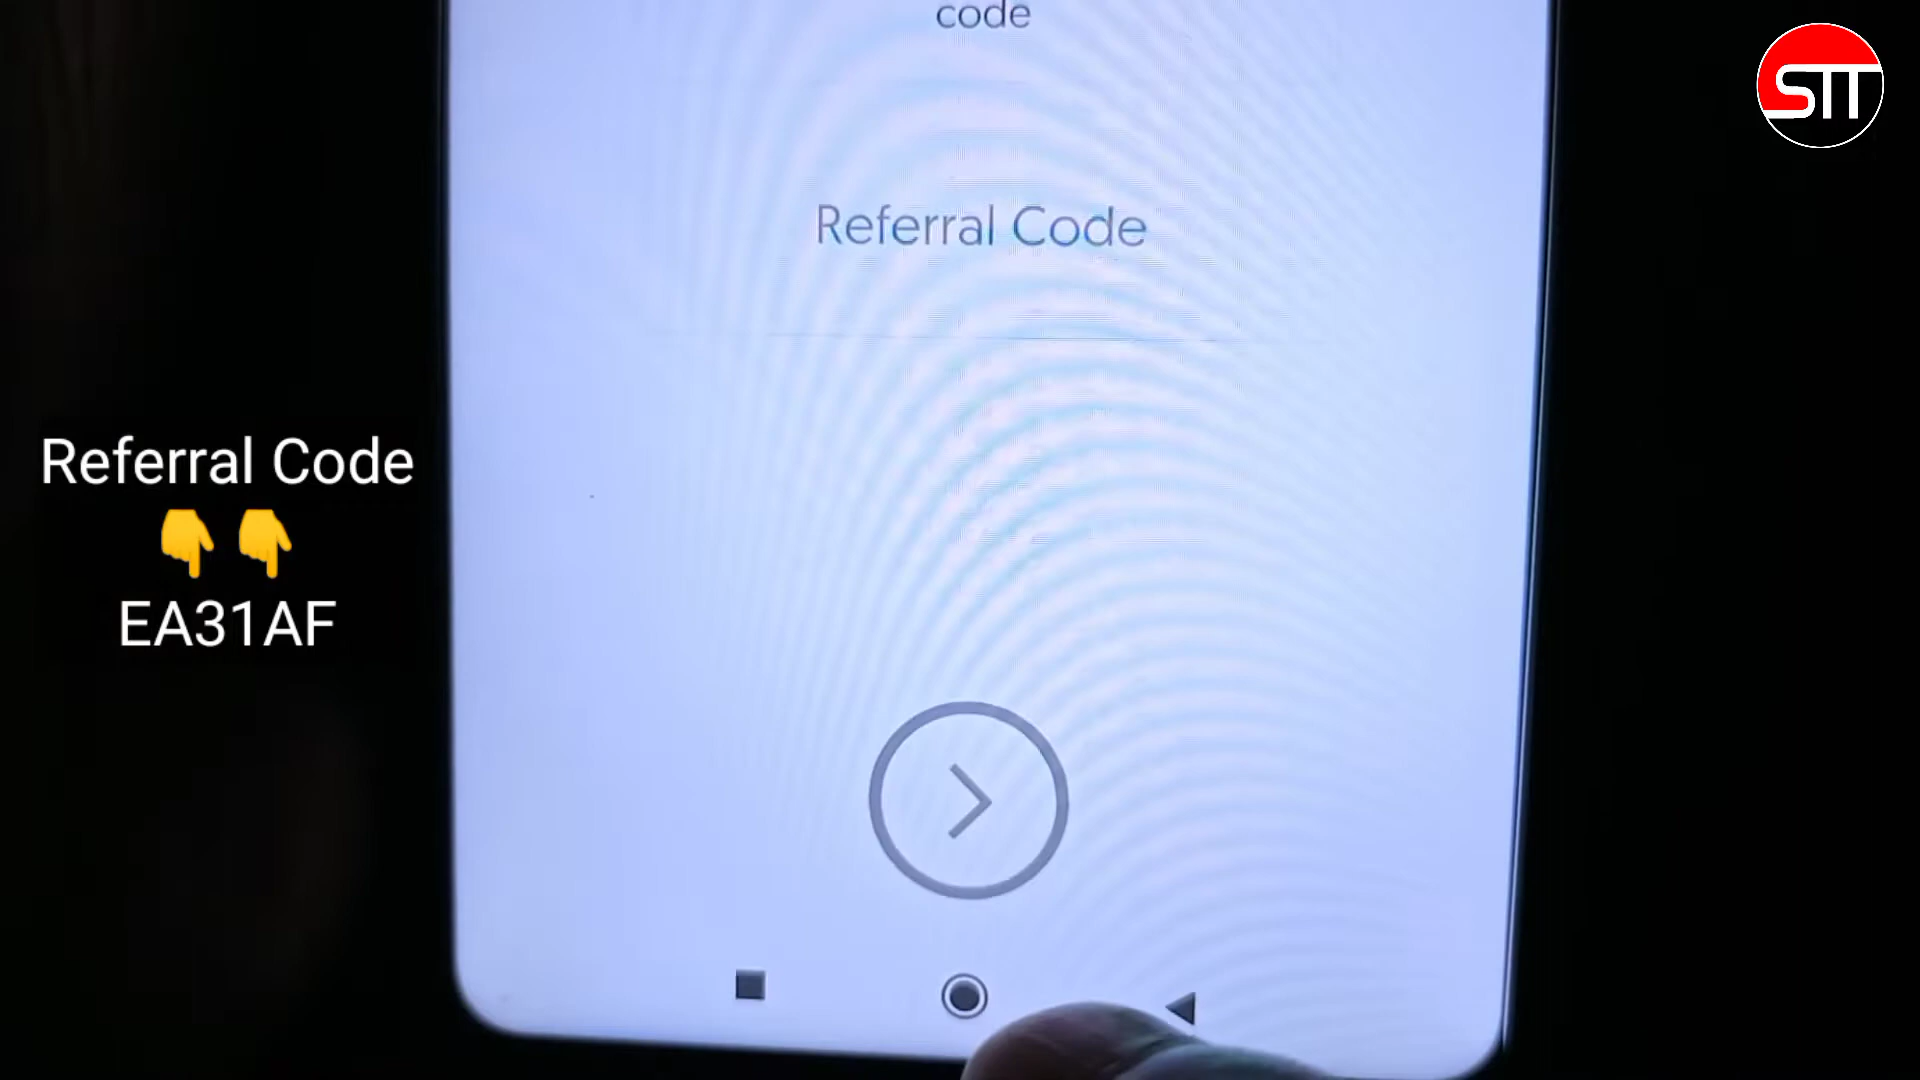 code
STT
Referral Code
Referral Code
👇👇
EA31AF